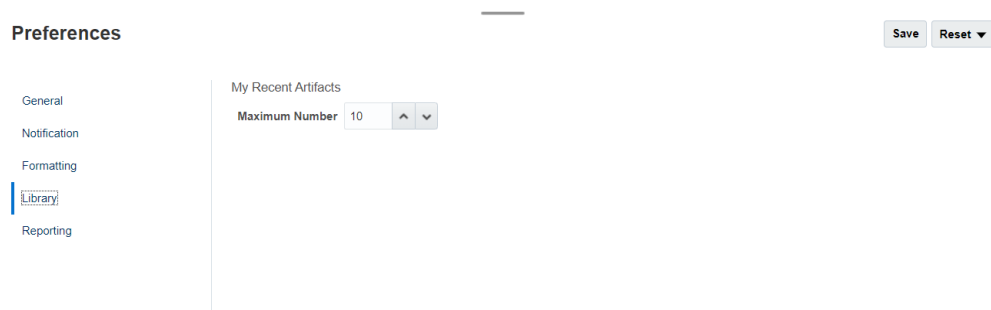 Preferences
Save
Reset
General
Notification
Formatting
Library
Reporting
My Recent Artifacts
Maximum Number 10